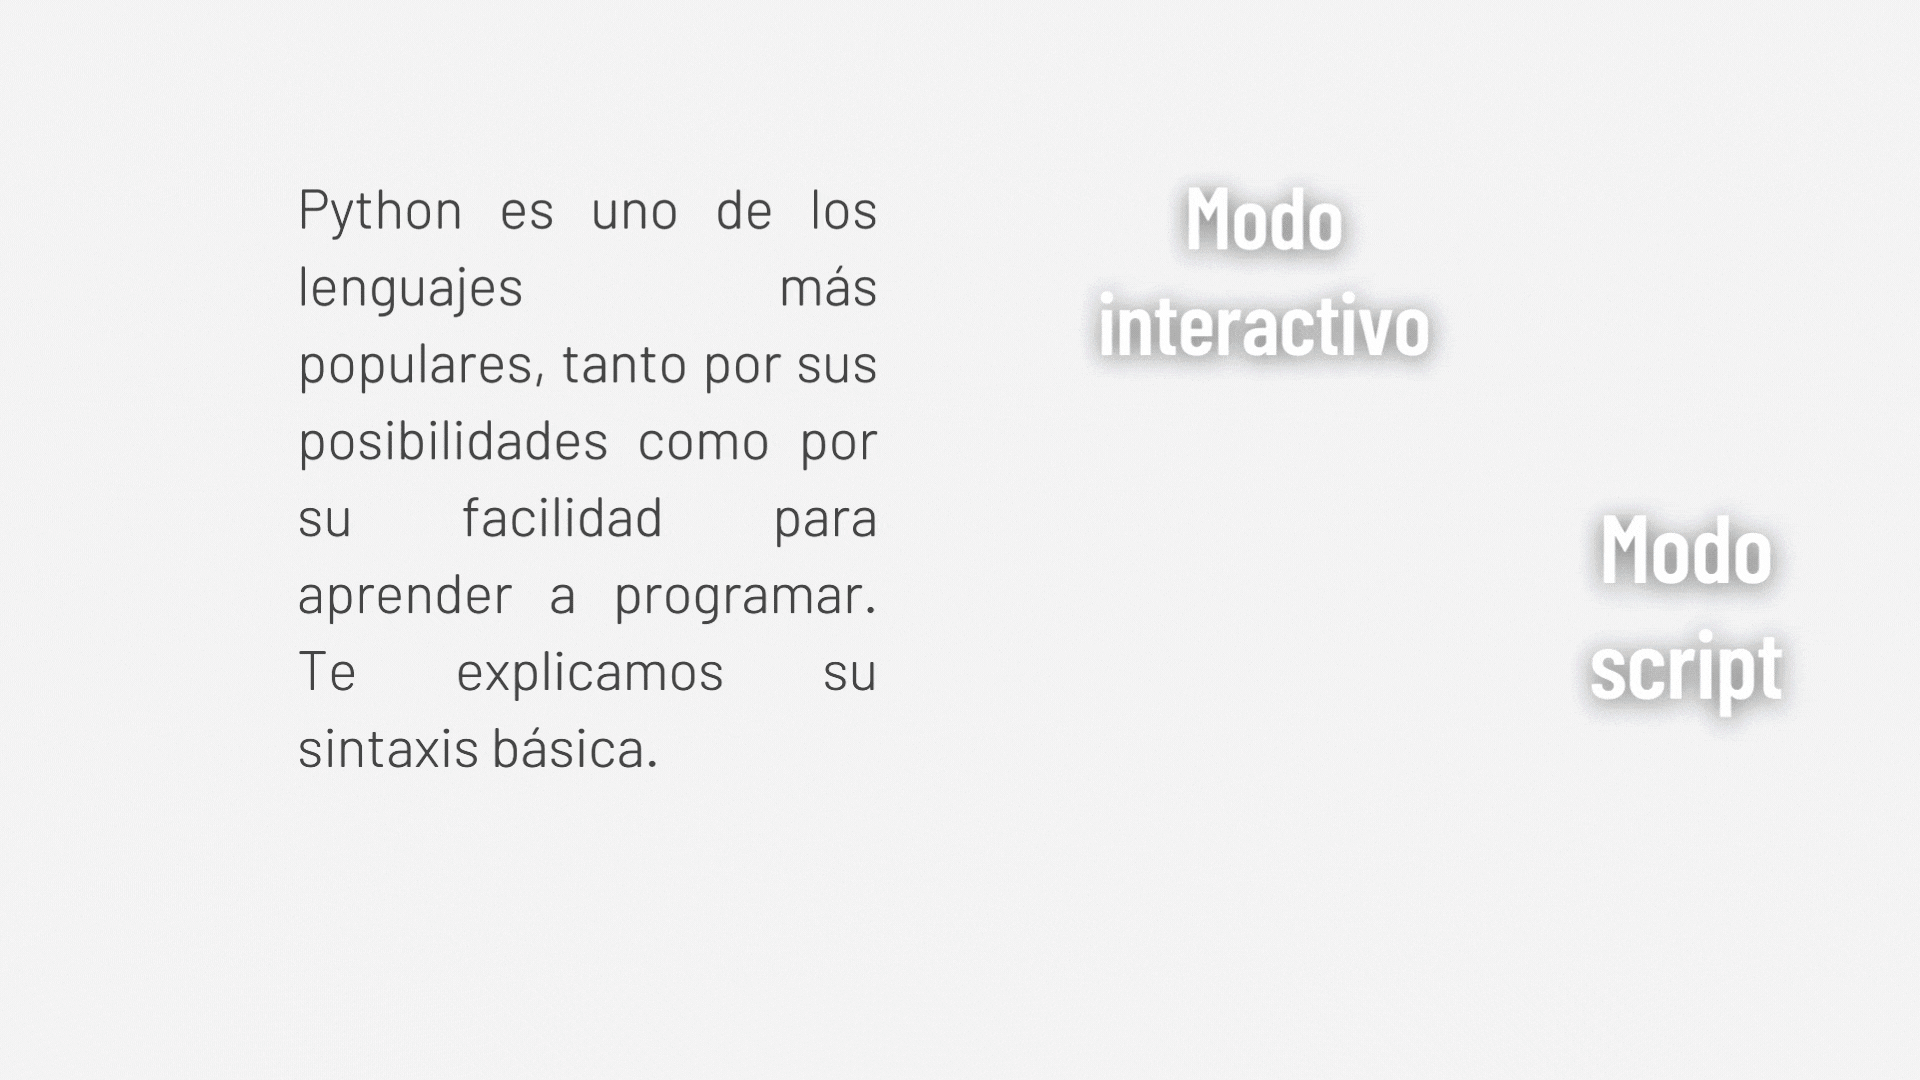 Python es uno de los
lenguajes más
populares, tanto por sus
posibilidades como por
su facilidad para
aprender a programar.
Te explicamos su
sintaxis básica.
Modo
interactivo
Modo
script